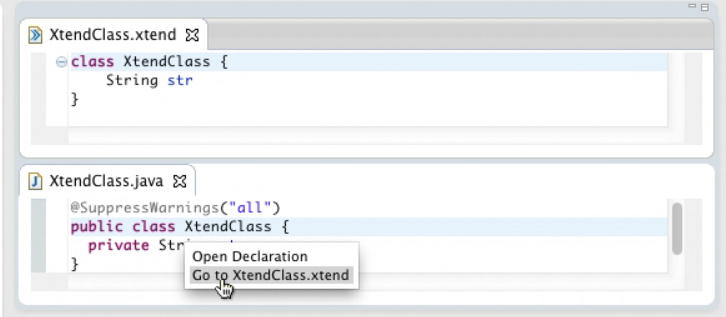 XtendClass.xtend
class XtendClass {
String str
}
XtendClass.java
@SuppressWarnings("all")
public class XtendClass {
private Stri
}
Open Declaration
Go to XtendClass.xtend